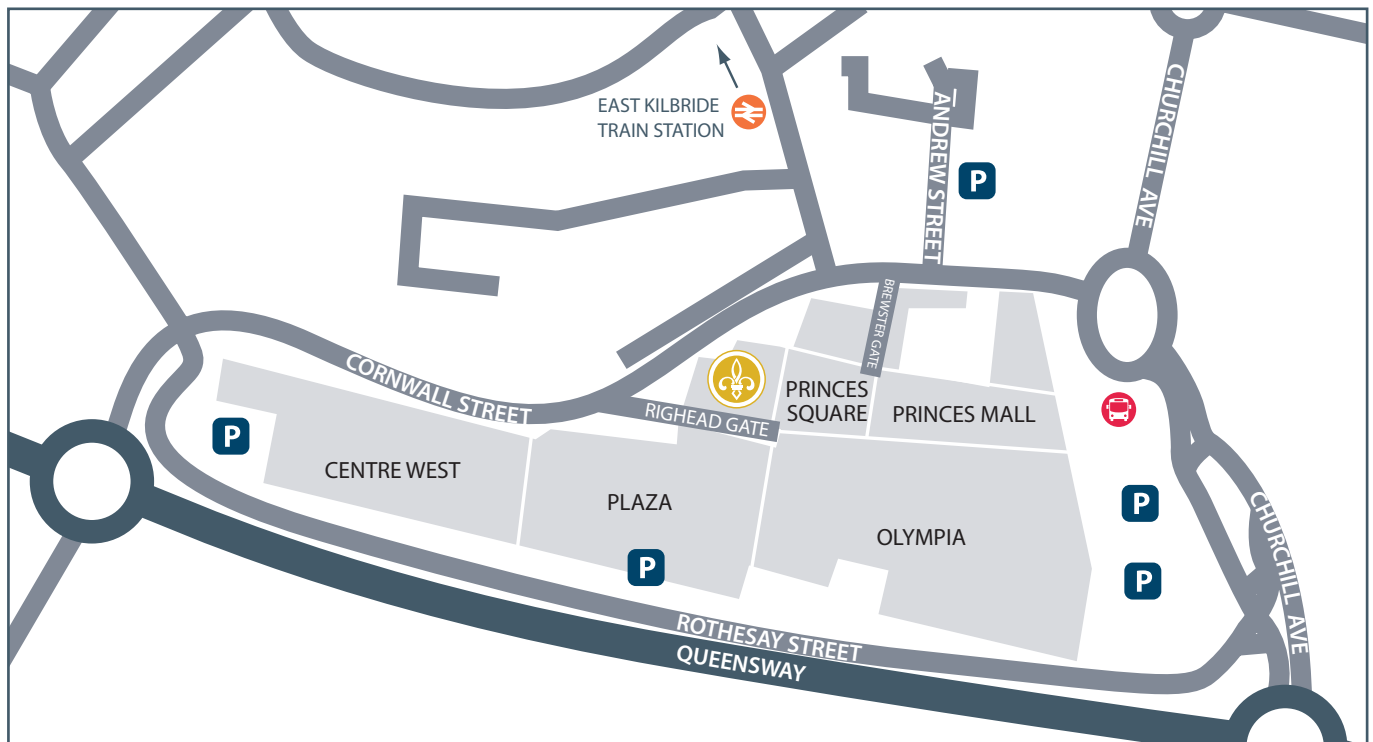 EAST KILBRIDE
TRAIN STATION
ANDREW STREET
CHURCHILL AVE
P
BREWSTER GATE
CORNWALL STREET
PRINCES
SQUARE
RIGHEAD GATE
PRINCES MALL
P
CENTRE WEST
PLAZA
P
OLYMPIA
P
P
CHURCHILL AVE
ROTHESAY STREET
QUEENSWAY